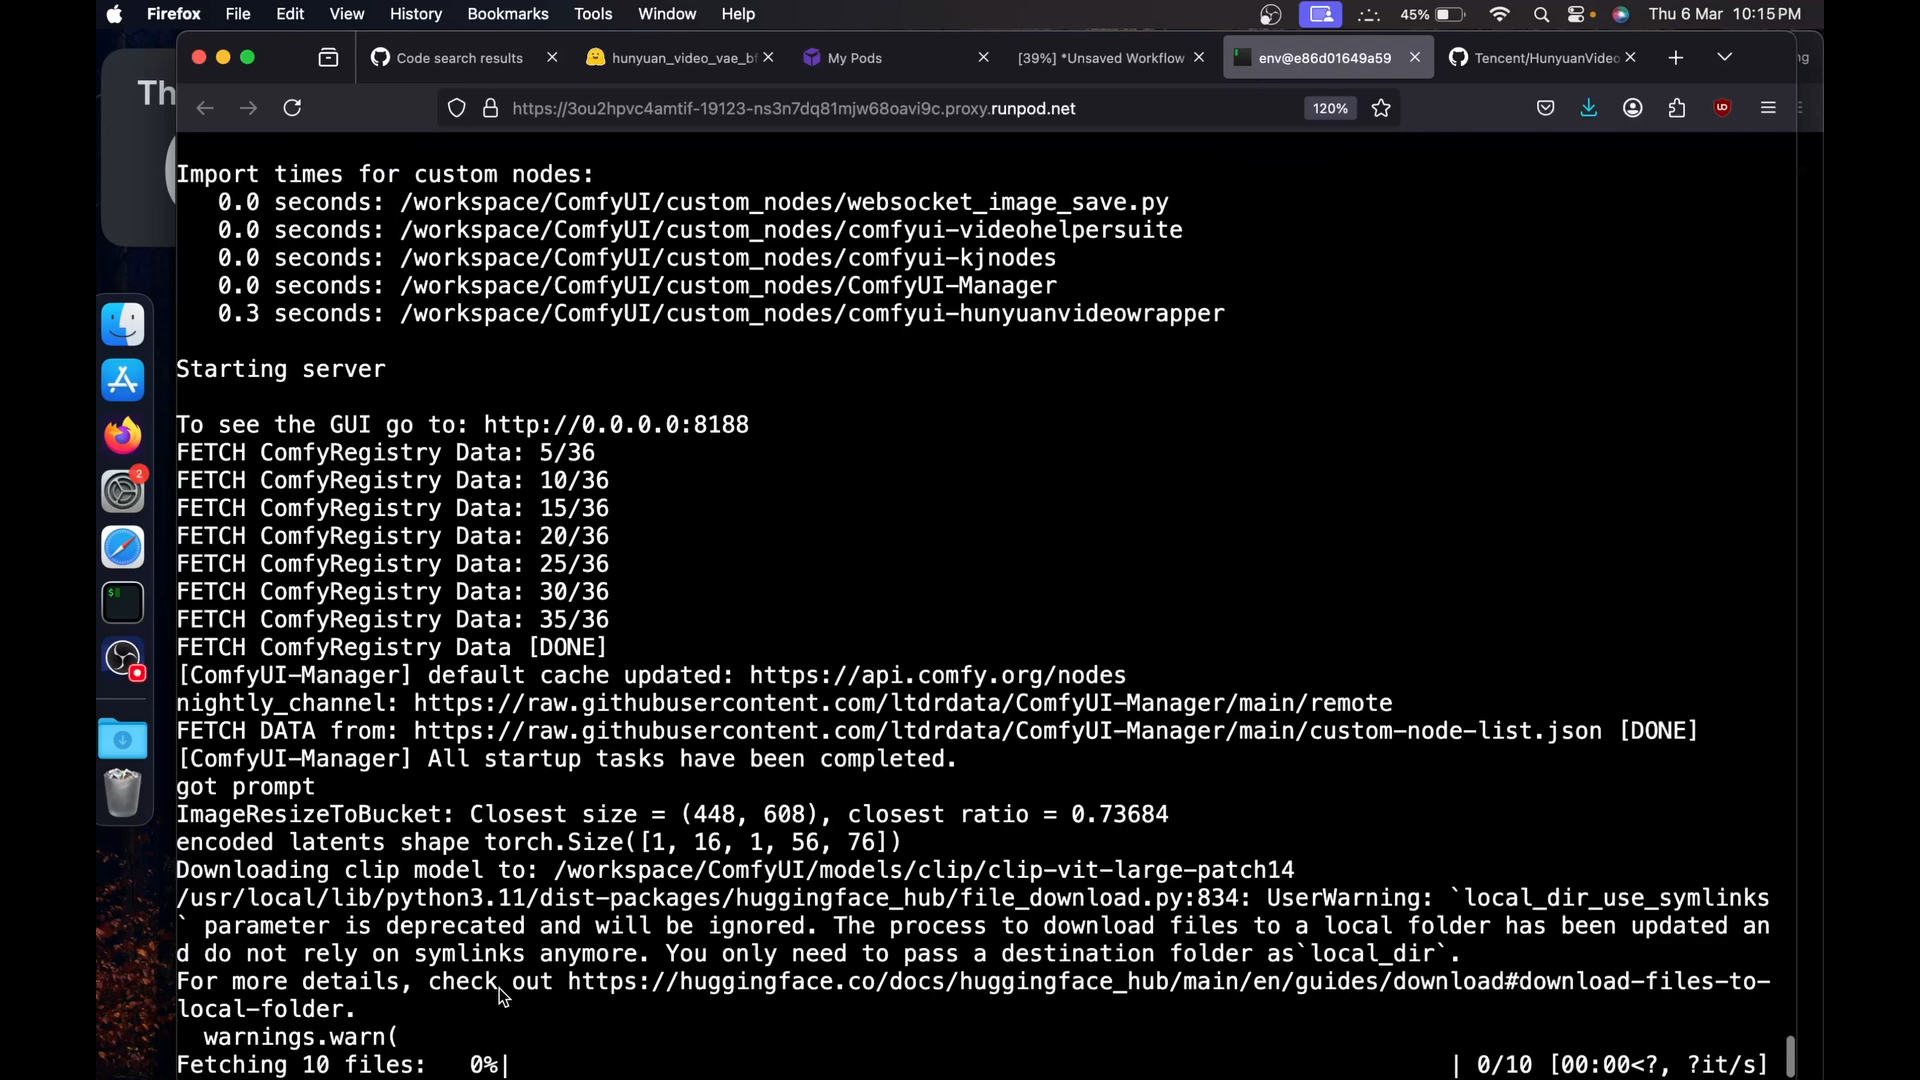 Firefox File Edit View History Bookmarks Tools Window Help 45% Thu 6 Mar 10:15 PM
Code search results hunyuan_video_vae_bf My Pods [39%] *Unsaved Workflow env@e86d01649a59 Tencent/HunyuanVideo ng
Th
https://3ou2hpvc4amtif-19123-ns3n7dq81mjw68oavi9c.proxy.runpod.net 120%
Import times for custom nodes:
0.0 seconds: /workspace/ComfyUI/custom_nodes/websocket_image_save.py
0.0 seconds: /workspace/ComfyUI/custom_nodes/comfyui-videohelpersuite
0.0 seconds: /workspace/ComfyUI/custom_nodes/comfyui-kjnodes
0.0 seconds: /workspace/ComfyUI/custom_nodes/ComfyUI-Manager
0.3 seconds: /workspace/ComfyUI/custom_nodes/comfyui-hunyuanvideowrapper
Starting server
To see the GUI go to: http://0.0.0.0:8188
FETCH ComfyRegistry Data: 5/36
FETCH ComfyRegistry Data: 10/36
FETCH ComfyRegistry Data: 15/36
FETCH ComfyRegistry Data: 20/36
FETCH ComfyRegistry Data: 25/36
FETCH ComfyRegistry Data: 30/36
FETCH ComfyRegistry Data: 35/36
FETCH ComfyRegistry Data [DONE]
[ComfyUI-Manager] default cache updated: https://api.comfy.org/nodes
nightly_channel: https://raw.githubusercontent.com/ltdrdata/ComfyUI-Manager/main/remote
FETCH DATA from: https://raw.githubusercontent.com/ltdrdata/ComfyUI-Manager/main/custom-node-list.json [DONE]
[ComfyUI-Manager] All startup tasks have been completed.
got prompt
ImageResizeToBucket: Closest size = (448, 608), closest ratio = 0.73684
encoded latents shape torch.Size([1, 16, 1, 56, 76])
Downloading clip model to: /workspace/ComfyUI/models/clip/clip-vit-large-patch14
/usr/local/lib/python3.11/dist-packages/huggingface_hub/file_download.py:834: UserWarning: `local_dir_use_symlinks
` parameter is deprecated and will be ignored. The process to download files to a local folder has been updated an
d do not rely on symlinks anymore. You only need to pass a destination folder as`local_dir`.
For more details, check out https://huggingface.co/docs/huggingface_hub/main/en/guides/download#download-files-to-
local-folder.
warnings.warn(
Fetching 10 files: 0%| | 0/10 [00:00<?, ?it/s]
2